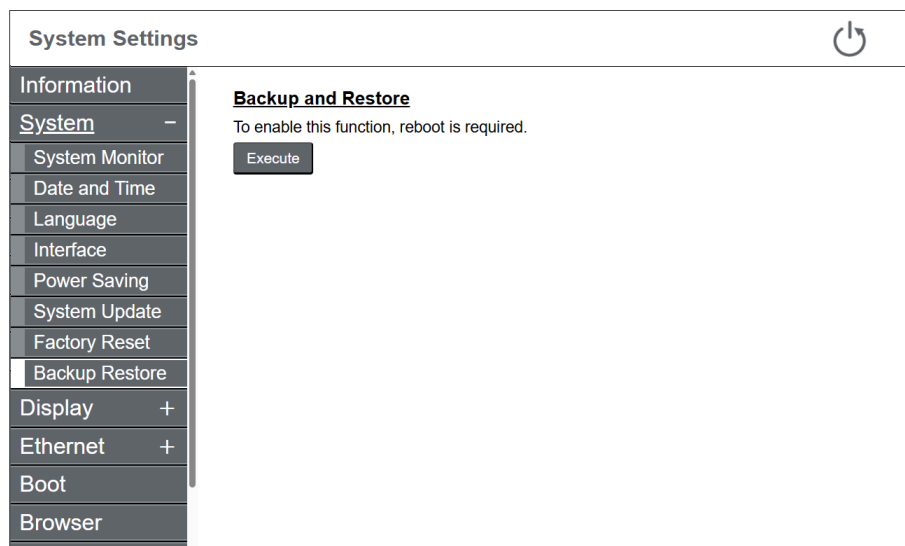 System Settings
Information
System −
System Monitor
Date and Time
Language
Interface
Power Saving
System Update
Factory Reset
Backup Restore
Display +
Ethernet +
Boot
Browser
Backup and Restore
To enable this function, reboot is required.
Execute